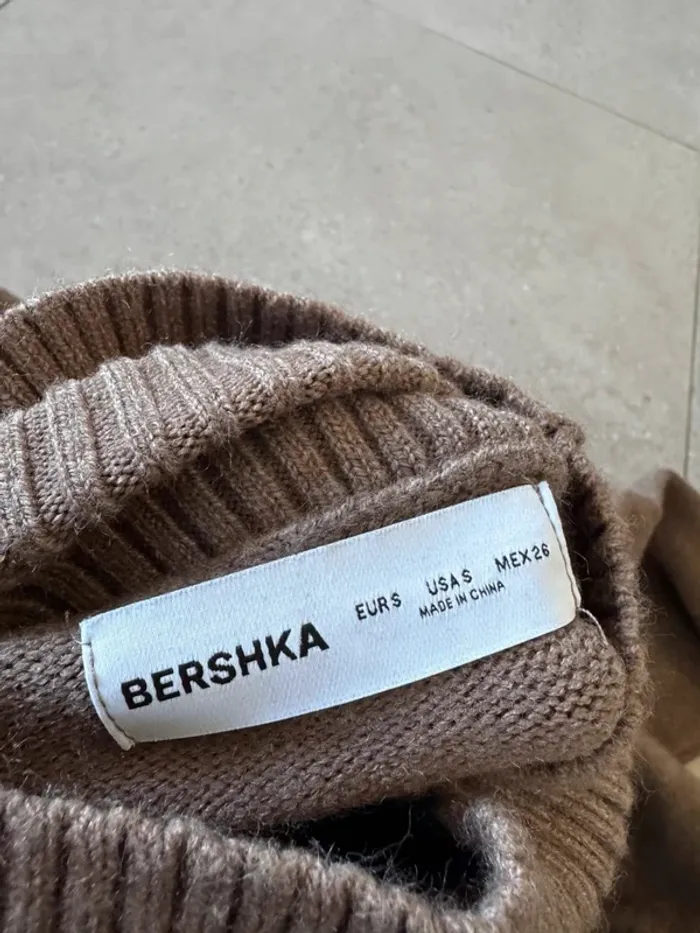 BERSHKA
EUR S USA S MEX 26
MADE IN CHINA